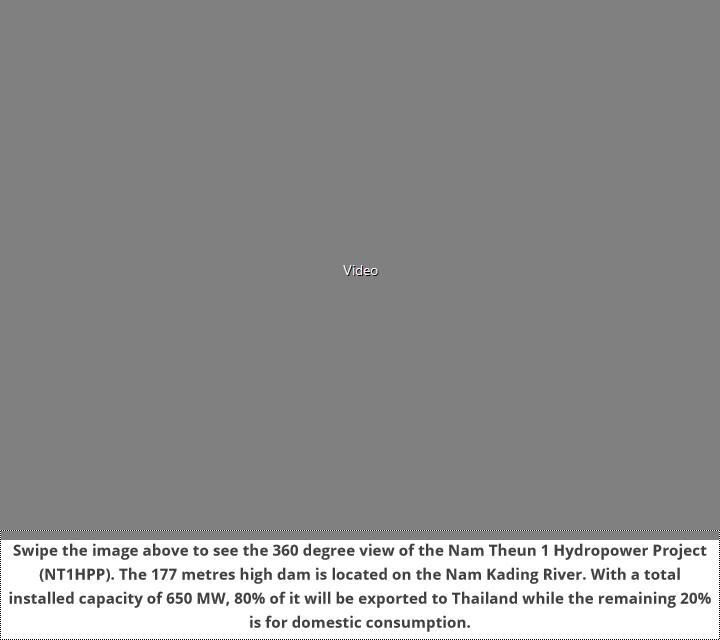 Video
Swipe the image above to see the 360 degree view of the Nam Theun 1 Hydropower Project
(NT1HPP). The 177 metres high dam is located on the Nam Kading River. With a total
installed capacity of 650 MW, 80% of it will be exported to Thailand while the remaining 20%
is for domestic consumption.